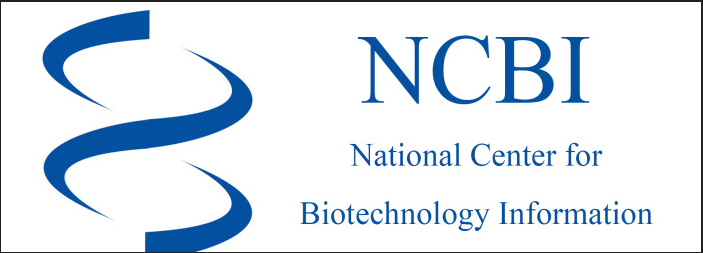 NCBI
National Center for
Biotechnology Information